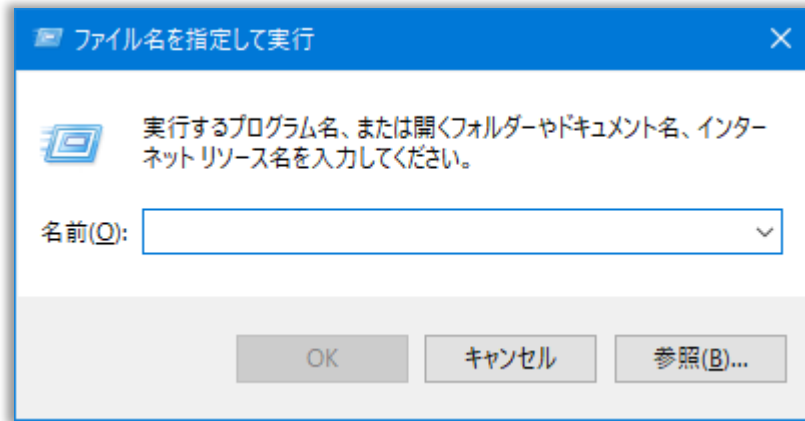 ファイル名を指定して実行
実行するプログラム名、または開くフォルダーやドキュメント名、インター
ネット リソース名を入力してください。
名前(O):
OK
キャンセル
参照(B)...